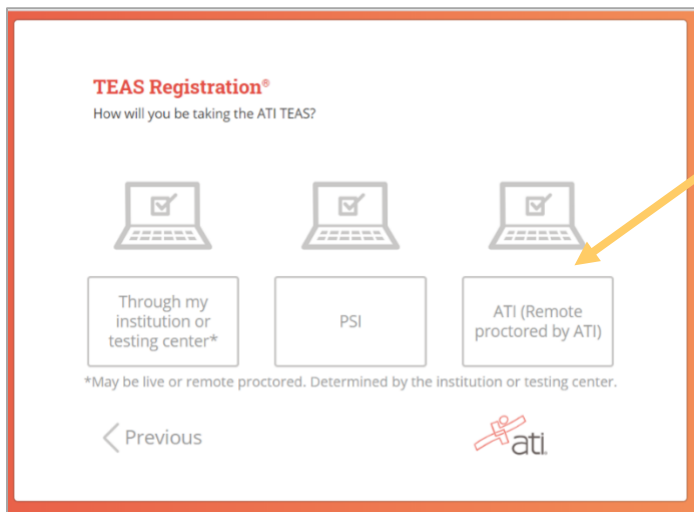 TEAS Registration®
How will you be taking the ATI TEAS?
Through my
institution or
testing center*
PSI
ATI (Remote
proctored by ATI)
*May be live or remote proctored. Determined by the institution or testing center.
Previous
ati